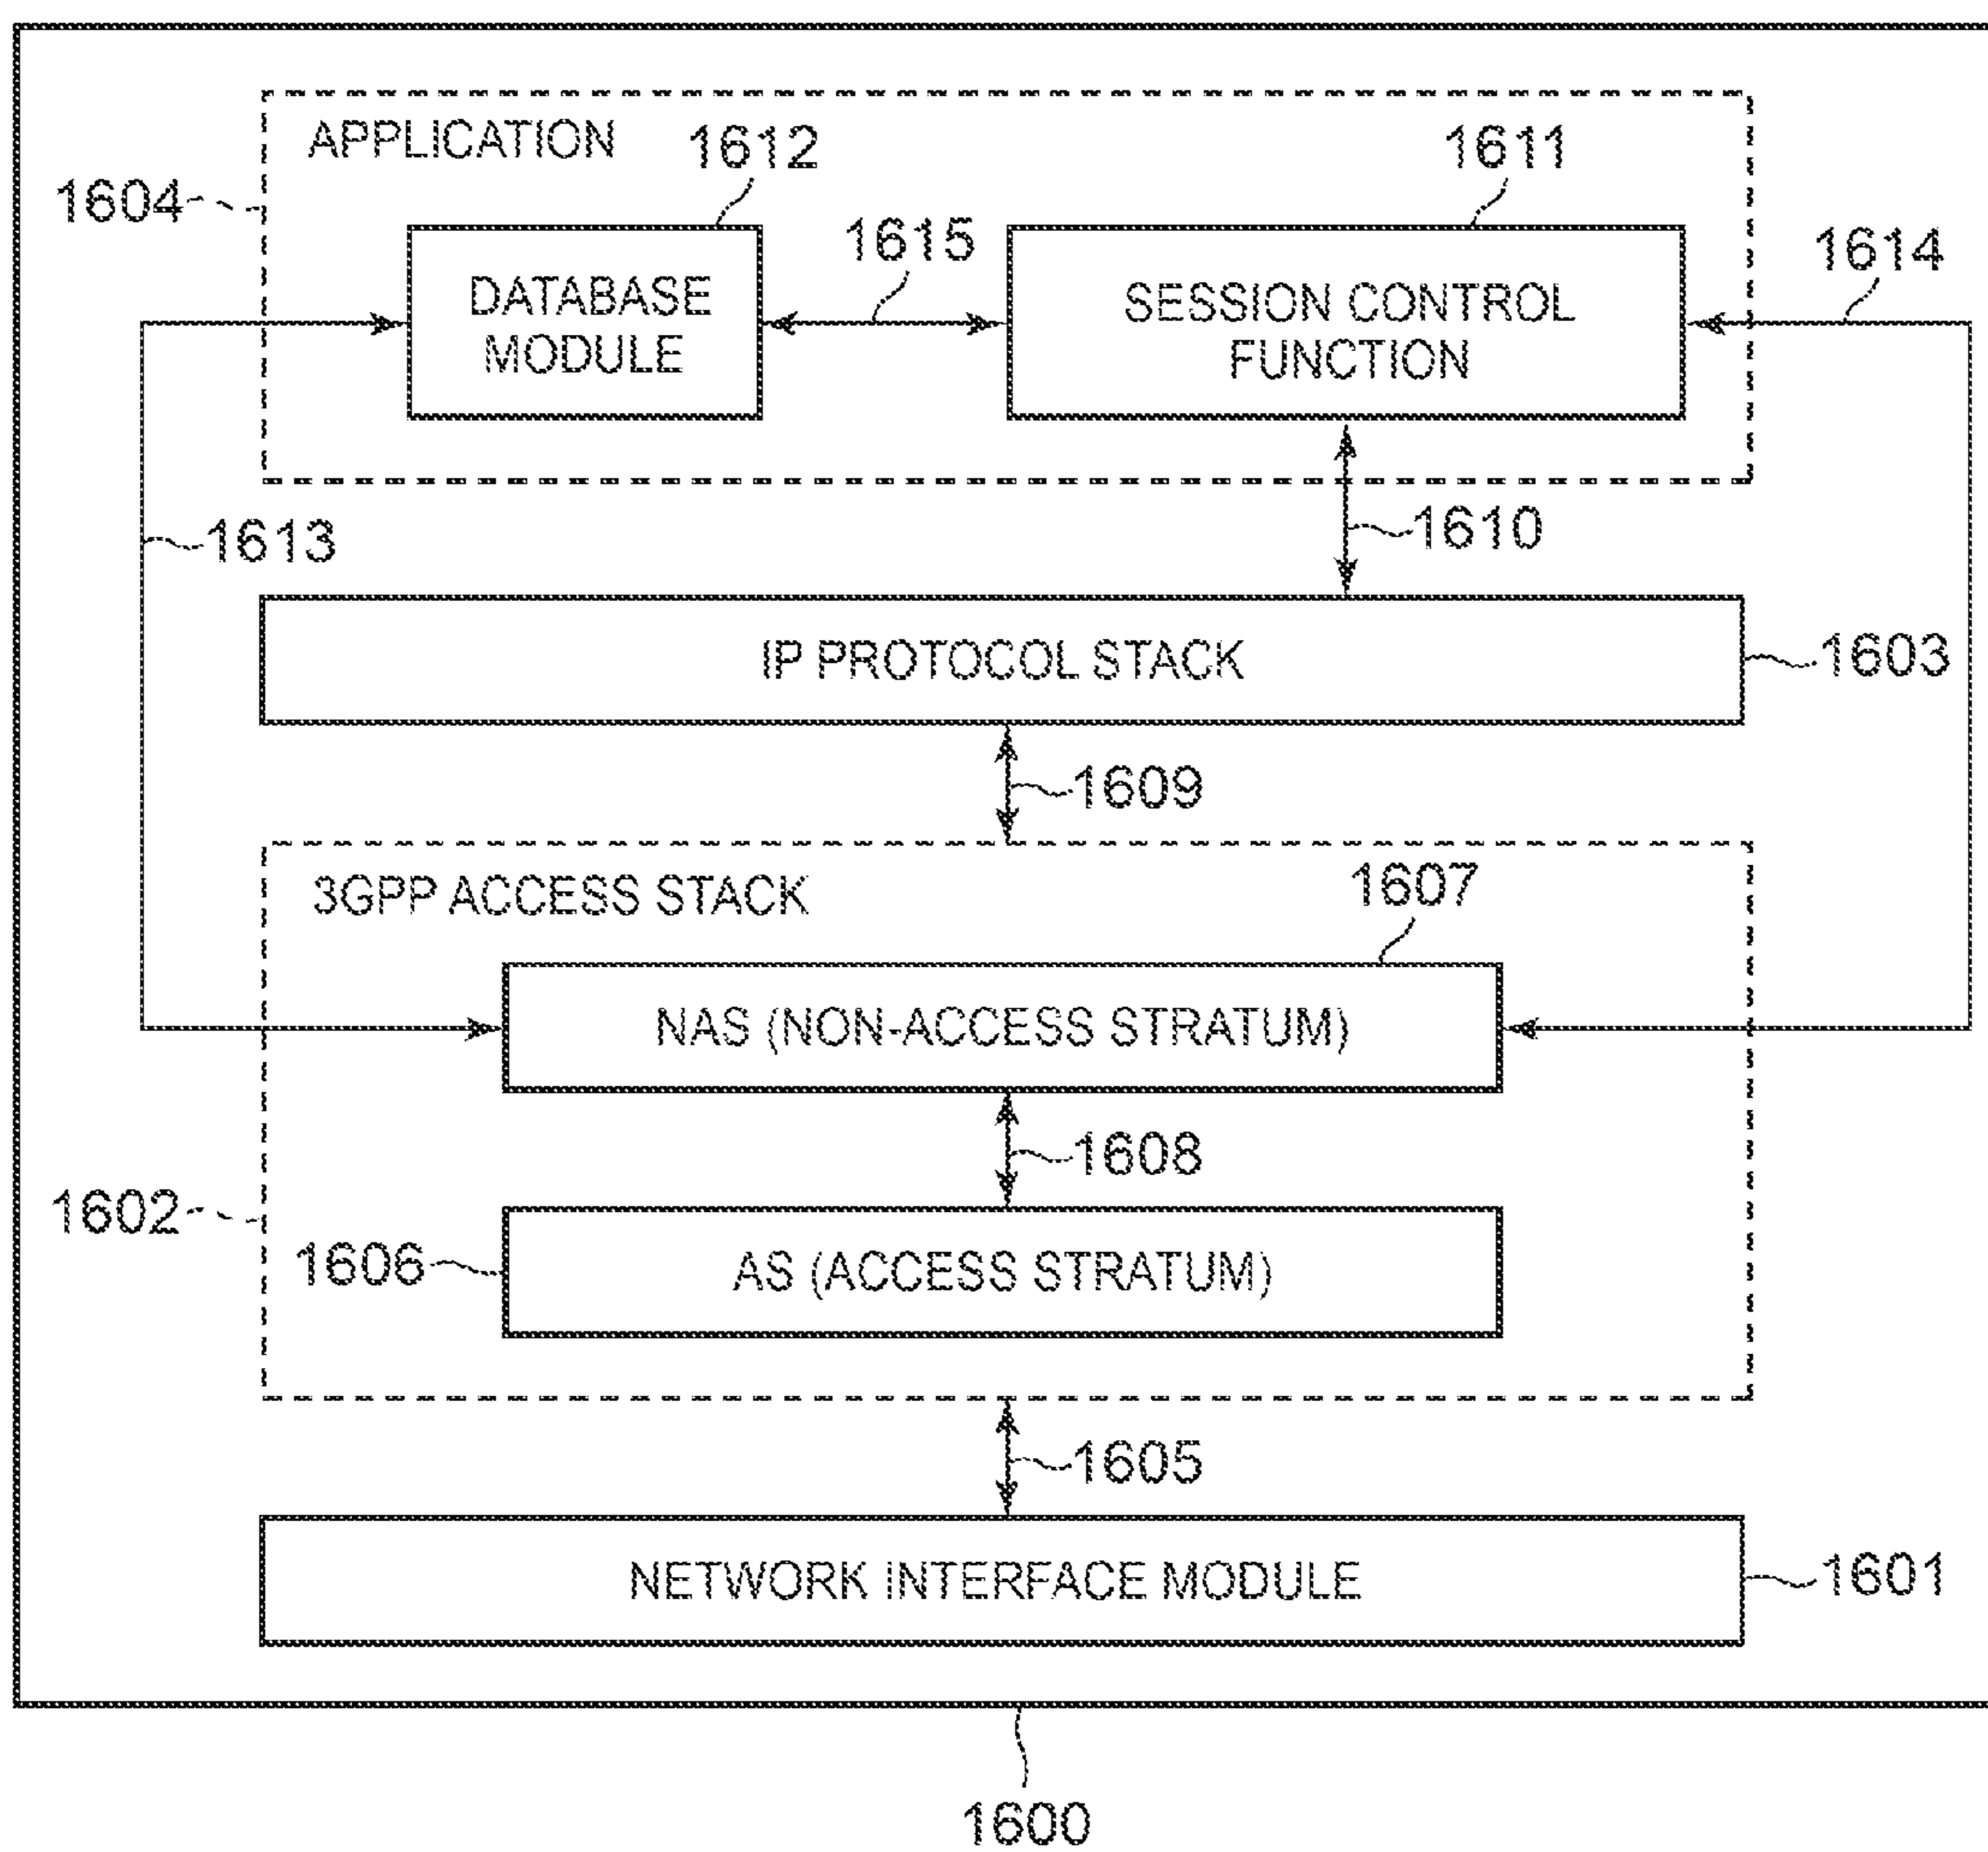 APPLICATION
1612
1611
1604
1615
1614
DATABASE
MODULE
SESSION CONTROL
FUNCTION
1613
1610
IP PROTOCOL STACK
1603
1609
3GPP ACCESS STACK
1607
NAS (NON-ACCESS STRATUM)
1608
1602
1606
AS (ACCESS STRATUM)
1605
NETWORK INTERFACE MODULE
1601
1600